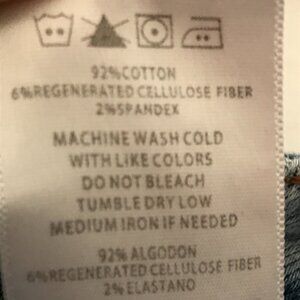 92%COTTON
6%REGENERATED CELLULOSE FIBER
2%SPANDEX
MACHINE WASH COLD
WITH LIKE COLORS
DO NOT BLEACH
TUMBLE DRY LOW
MEDIUM IRON IF NEEDED
92% ALGODON
6%REGENERATED CELLULOSE FIBER
2% ELASTANO